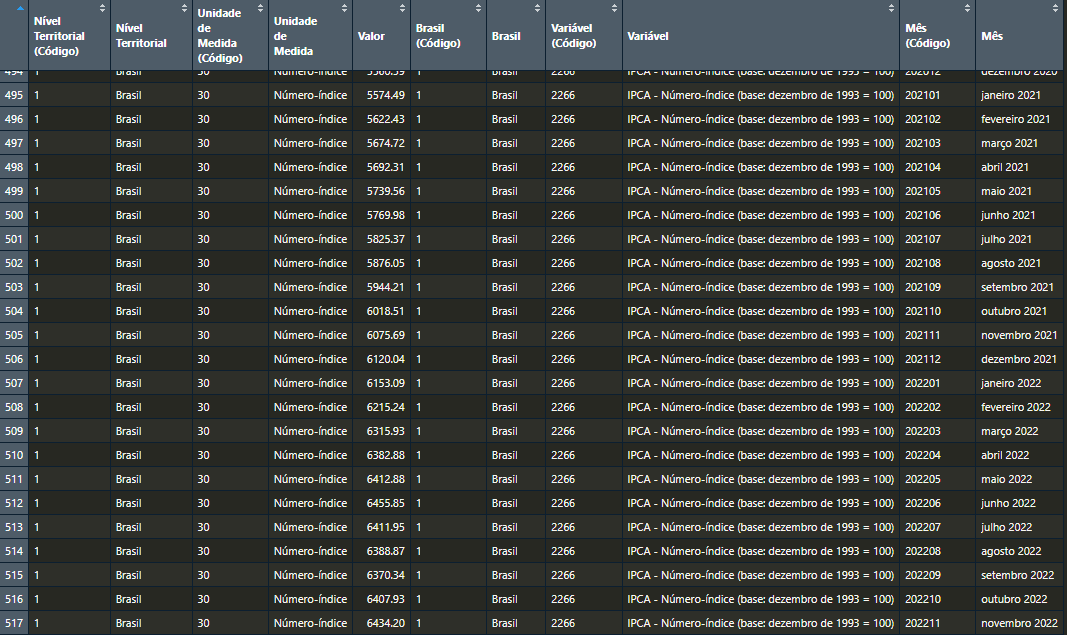 Nível Territorial (Código) Nível Territorial Unidade de Medida (Código) Unidade de Medida Valor Brasil (Código) Brasil Variável (Código) Variável Mês (Código) Mês
494 1 Brasil 30 Número-índice 5560.59 1 Brasil 2266 IPCA - Número-índice (base: dezembro de 1993 = 100) 202012 dezembro 2020
495 1 Brasil 30 Número-índice 5574.49 1 Brasil 2266 IPCA - Número-índice (base: dezembro de 1993 = 100) 202101 janeiro 2021
496 1 Brasil 30 Número-índice 5622.43 1 Brasil 2266 IPCA - Número-índice (base: dezembro de 1993 = 100) 202102 fevereiro 2021
497 1 Brasil 30 Número-índice 5674.72 1 Brasil 2266 IPCA - Número-índice (base: dezembro de 1993 = 100) 202103 março 2021
498 1 Brasil 30 Número-índice 5692.31 1 Brasil 2266 IPCA - Número-índice (base: dezembro de 1993 = 100) 202104 abril 2021
499 1 Brasil 30 Número-índice 5739.56 1 Brasil 2266 IPCA - Número-índice (base: dezembro de 1993 = 100) 202105 maio 2021
500 1 Brasil 30 Número-índice 5769.98 1 Brasil 2266 IPCA - Número-índice (base: dezembro de 1993 = 100) 202106 junho 2021
501 1 Brasil 30 Número-índice 5825.37 1 Brasil 2266 IPCA - Número-índice (base: dezembro de 1993 = 100) 202107 julho 2021
502 1 Brasil 30 Número-índice 5876.05 1 Brasil 2266 IPCA - Número-índice (base: dezembro de 1993 = 100) 202108 agosto 2021
503 1 Brasil 30 Número-índice 5944.21 1 Brasil 2266 IPCA - Número-índice (base: dezembro de 1993 = 100) 202109 setembro 2021
504 1 Brasil 30 Número-índice 6018.51 1 Brasil 2266 IPCA - Número-índice (base: dezembro de 1993 = 100) 202110 outubro 2021
505 1 Brasil 30 Número-índice 6075.69 1 Brasil 2266 IPCA - Número-índice (base: dezembro de 1993 = 100) 202111 novembro 2021
506 1 Brasil 30 Número-índice 6120.04 1 Brasil 2266 IPCA - Número-índice (base: dezembro de 1993 = 100) 202112 dezembro 2021
507 1 Brasil 30 Número-índice 6153.09 1 Brasil 2266 IPCA - Número-índice (base: dezembro de 1993 = 100) 202201 janeiro 2022
508 1 Brasil 30 Número-índice 6215.24 1 Brasil 2266 IPCA - Número-índice (base: dezembro de 1993 = 100) 202202 fevereiro 2022
509 1 Brasil 30 Número-índice 6315.93 1 Brasil 2266 IPCA - Número-índice (base: dezembro de 1993 = 100) 202203 março 2022
510 1 Brasil 30 Número-índice 6382.88 1 Brasil 2266 IPCA - Número-índice (base: dezembro de 1993 = 100) 202204 abril 2022
511 1 Brasil 30 Número-índice 6412.88 1 Brasil 2266 IPCA - Número-índice (base: dezembro de 1993 = 100) 202205 maio 2022
512 1 Brasil 30 Número-índice 6455.85 1 Brasil 2266 IPCA - Número-índice (base: dezembro de 1993 = 100) 202206 junho 2022
513 1 Brasil 30 Número-índice 6411.95 1 Brasil 2266 IPCA - Número-índice (base: dezembro de 1993 = 100) 202207 julho 2022
514 1 Brasil 30 Número-índice 6388.87 1 Brasil 2266 IPCA - Número-índice (base: dezembro de 1993 = 100) 202208 agosto 2022
515 1 Brasil 30 Número-índice 6370.34 1 Brasil 2266 IPCA - Número-índice (base: dezembro de 1993 = 100) 202209 setembro 2022
516 1 Brasil 30 Número-índice 6407.93 1 Brasil 2266 IPCA - Número-índice (base: dezembro de 1993 = 100) 202210 outubro 2022
517 1 Brasil 30 Número-índice 6434.20 1 Brasil 2266 IPCA - Número-índice (base: dezembro de 1993 = 100) 202211 novembro 2022